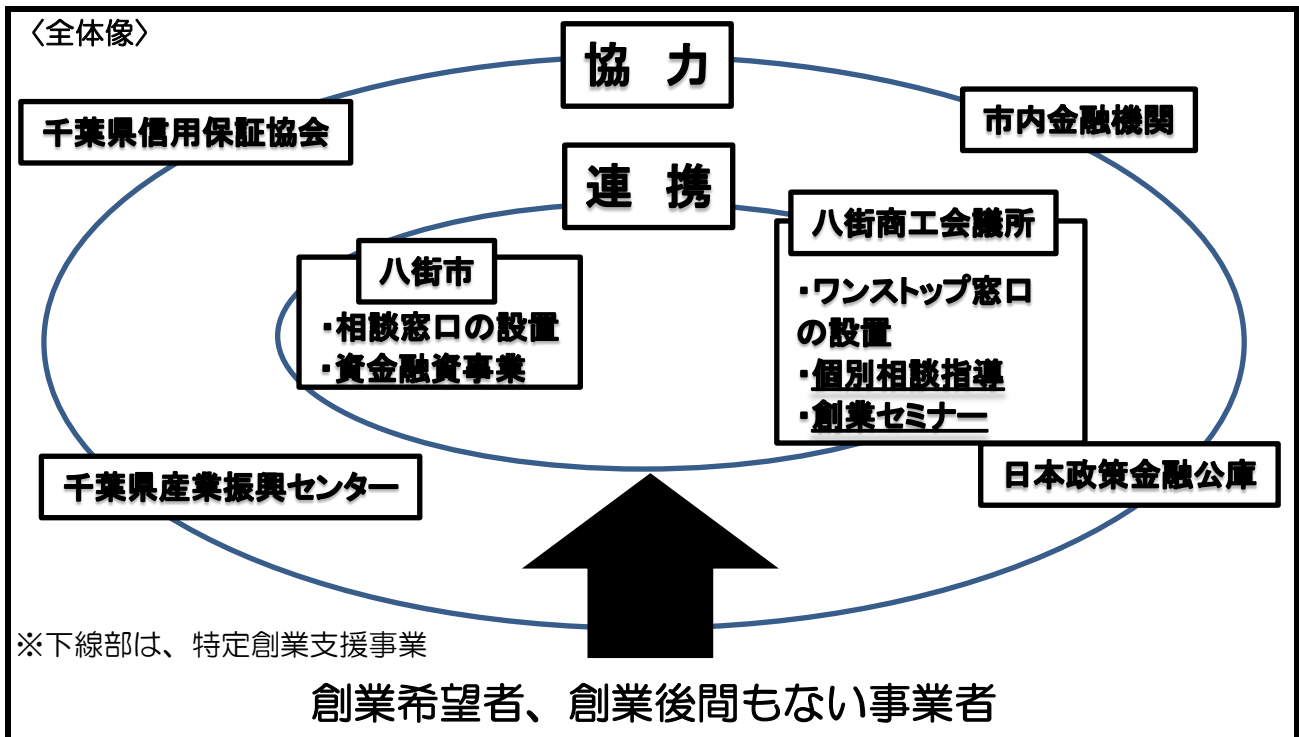 〈全体像〉
協　力
千葉県信用保証協会
市内金融機関
連　携
八街市
・相談窓口の設置
・資金融資事業
八街商工会議所
・ワンストップ窓口
の設置
・個別相談指導
・創業セミナー
千葉県産業振興センター
日本政策金融公庫
※下線部は、特定創業支援事業
創業希望者、創業後間もない事業者